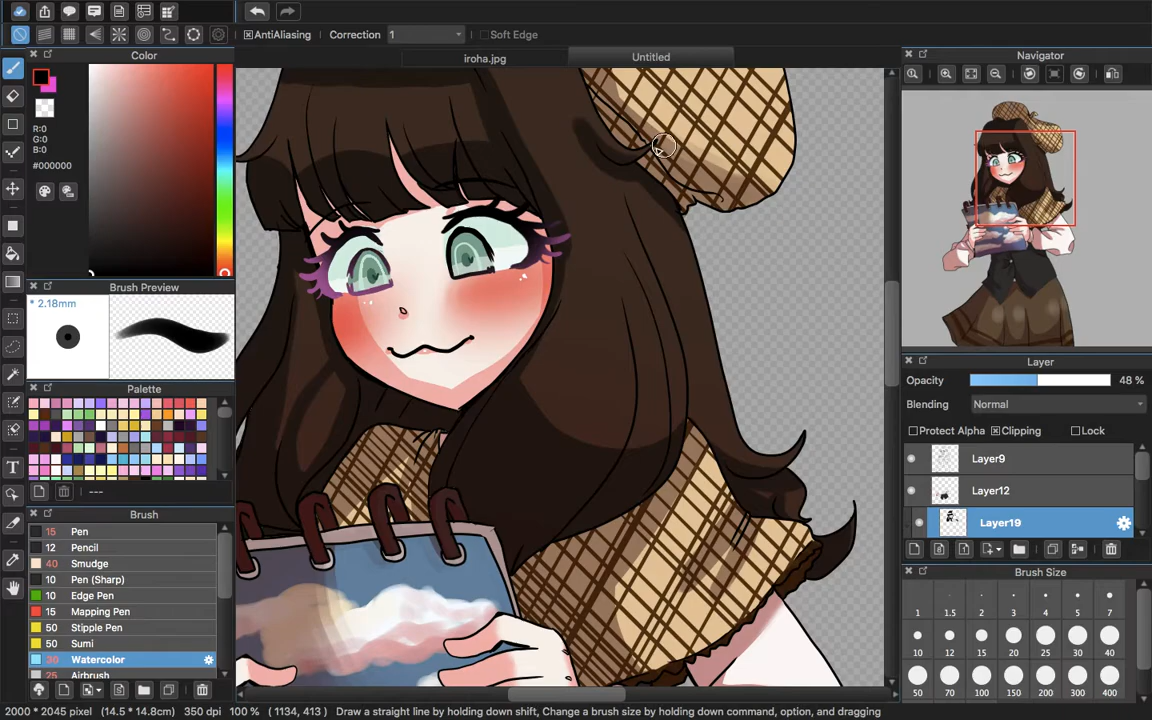 AntiAliasing Correction 1 Soft Edge
iroha.jpg Untitled
Color
R:0
G:0
B:0
#000000
Brush Preview
* 2.18mm
Palette
---
Brush
15 Pen
12 Pencil
40 Smudge
10 Pen (Sharp)
10 Edge Pen
15 Mapping Pen
50 Stipple Pen
50 Sumi
30 Watercolor
25 Airbrush
Navigator
Layer
Opacity 48 %
Blending Normal
Protect Alpha Clipping Lock
Layer9
Layer12
Layer19
Brush Size
1 1.5 2 3 4 5 7
10 12 15 20 25 30 40
50 70 100 150 200 300 400
T
2000 * 2045 pixel (14.5 * 14.8cm) 350 dpi 100 % ( 1134, 413 ) Draw a straight line by holding down shift, Change a brush size by holding down command, option, and dragging